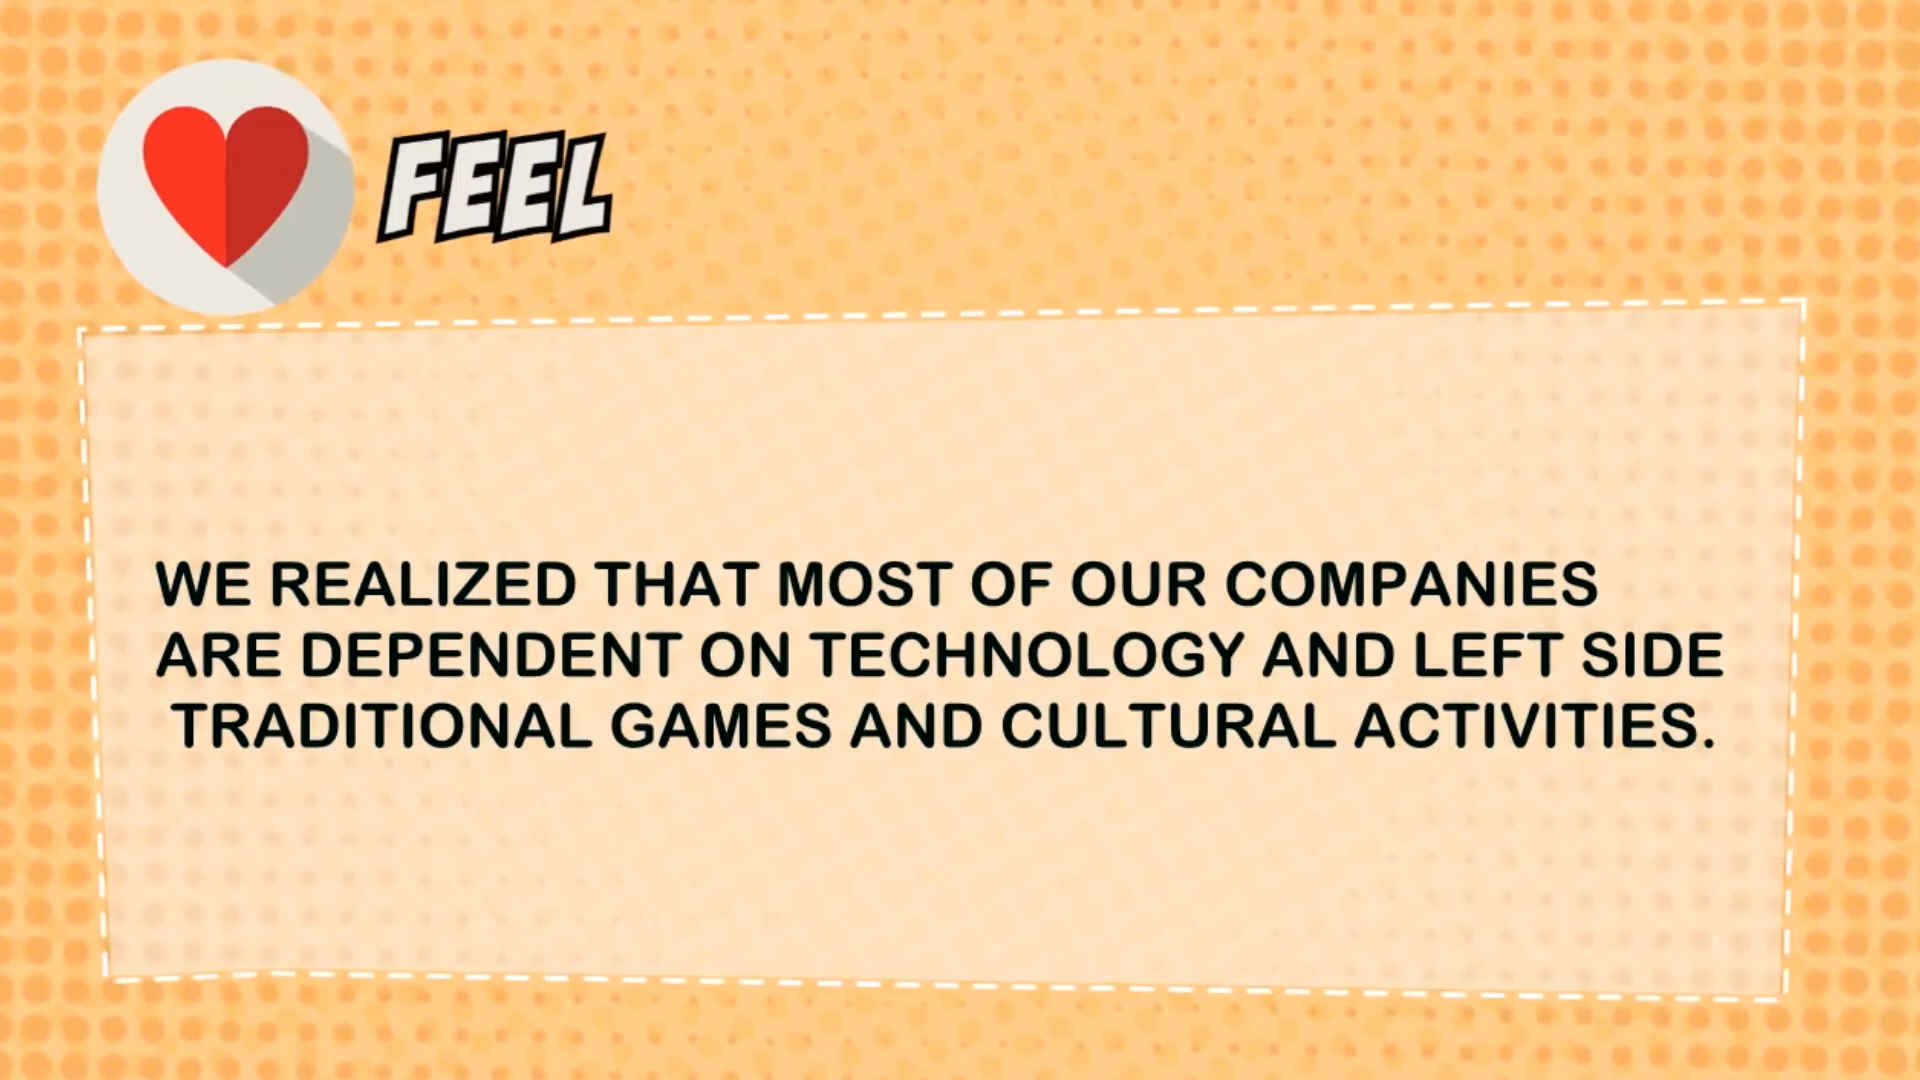 FEEL
WE REALIZED THAT MOST OF OUR COMPANIES
ARE DEPENDENT ON TECHNOLOGY AND LEFT SIDE
TRADITIONAL GAMES AND CULTURAL ACTIVITIES.